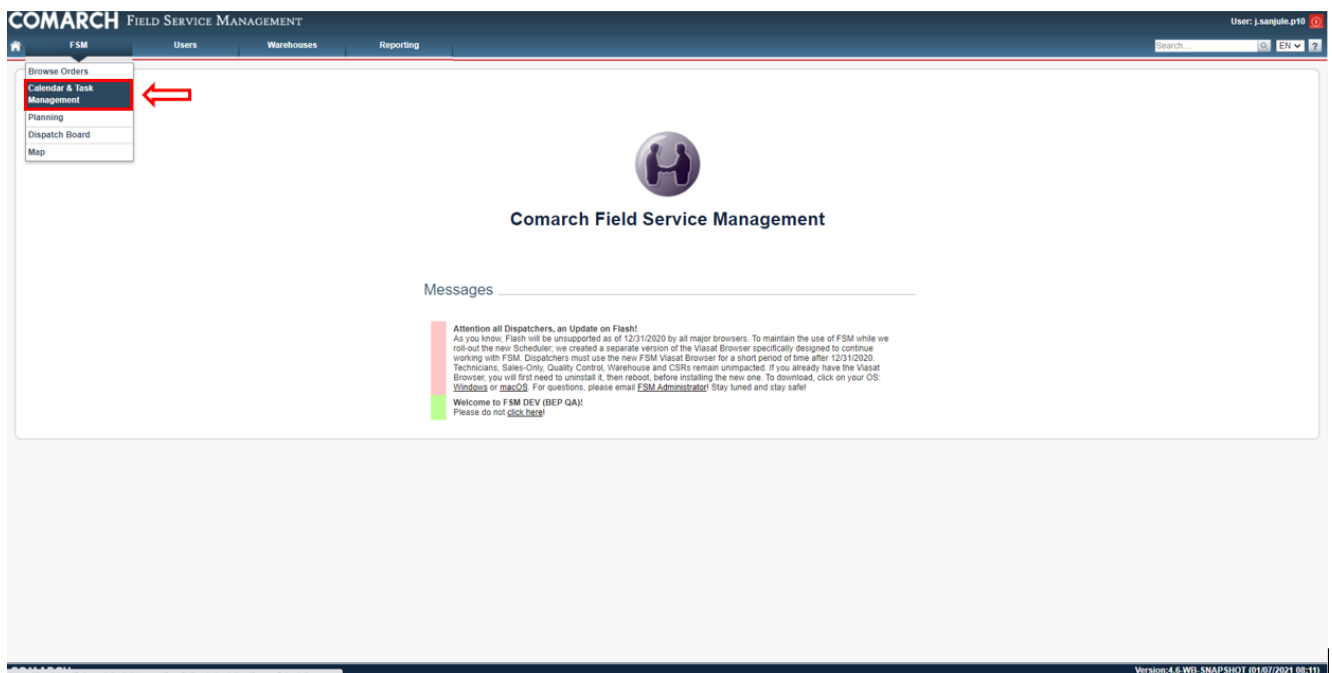 COMARCH FIELD SERVICE MANAGEMENT
User: j.sanjule.p10
FSM Users Warehouses Reporting
Search... EN ?
Browse Orders
Calendar & Task
Management
Planning
Dispatch Board
Map
Comarch Field Service Management
Messages
Attention all Dispatchers, an Update on Flash!
As you know, Flash will be unsupported as of 12/31/2020 by all major browsers. To maintain the use of FSM while we
roll-out the new Scheduler, we created a separate version of the Viasat Browser specifically designed to continue
working with FSM. Dispatchers must use the new FSM Viasat Browser for a short period of time after 12/31/2020.
Technicians, Sales-Only, Quality Control, Warehouse and CSRs remain unimpacted. If you already have the Viasat
Browser, you will first need to uninstall it, then reboot, before installing the new one. To download, click on your OS:
Windows or macOS. For questions, please email FSM Administrator! Stay tuned and stay safe!
Welcome to FSM DEV (BEP QA)!
Please do not click here!
Version:4.6-WB-SNAPSHOT (01/07/2021 08:11)